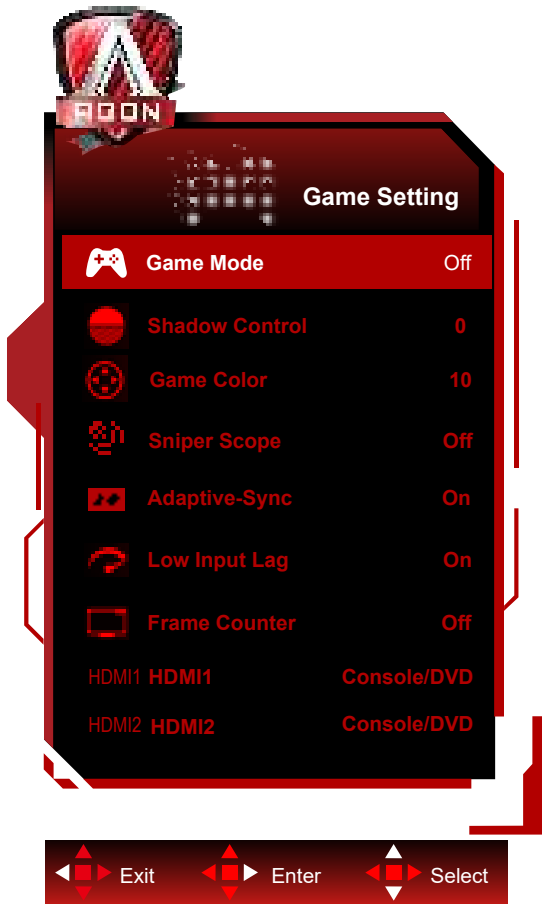 AOON
Game Setting
Game Mode Off
Shadow Control 0
Game Color 10
Sniper Scope Off
Adaptive-Sync On
Low Input Lag On
Frame Counter Off
HDMI1 HDMI1 Console/DVD
HDMI2 HDMI2 Console/DVD
Exit Enter Select